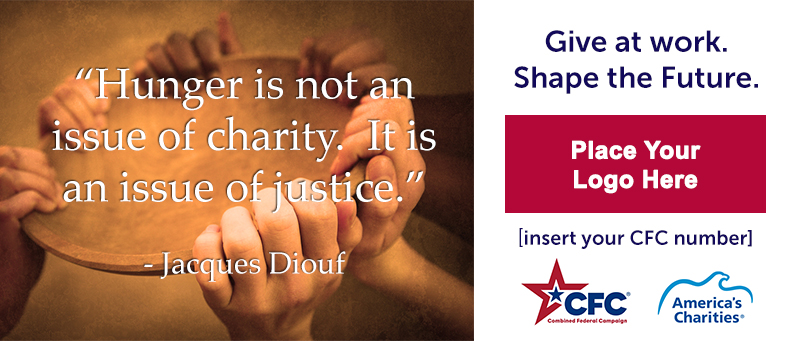 “Hunger is not an
issue of charity.  It is
an issue of justice.”
- Jacques Diouf
Give at work.
Shape the Future.
Place Your
Logo Here
[insert your CFC number]
CFC®
Combined Federal Campaign
America's
Charities®